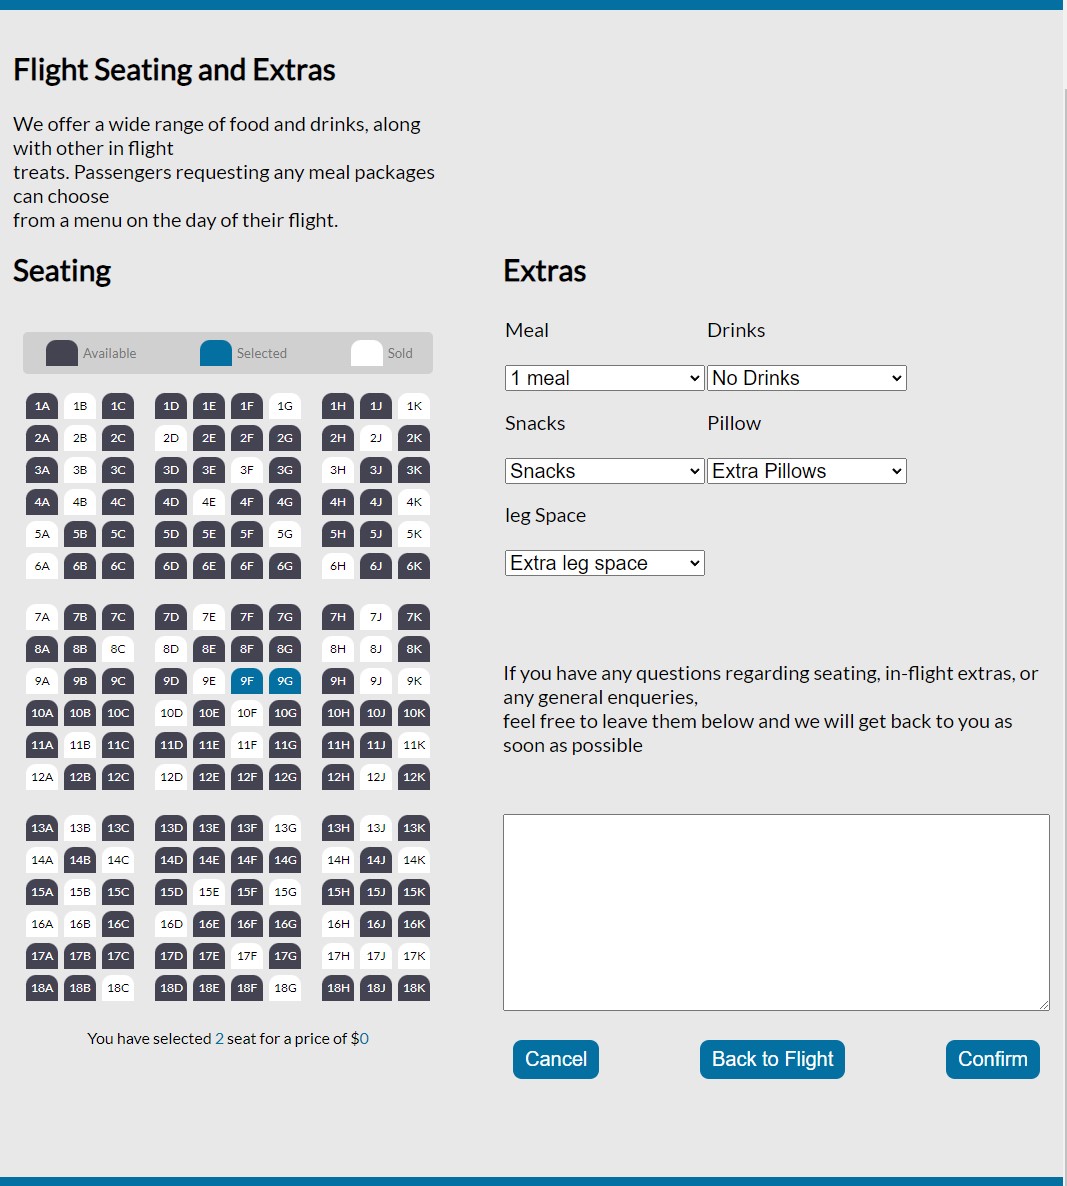 Flight Seating and Extras
We offer a wide range of food and drinks, along
with other in flight
treats. Passengers requesting any meal packages
can choose
from a menu on the day of their flight.
Seating
Available Selected Sold
1A 1B 1C 1D 1E 1F 1G 1H 1J 1K
2A 2B 2C 2D 2E 2F 2G 2H 2J 2K
3A 3B 3C 3D 3E 3F 3G 3H 3J 3K
4A 4B 4C 4D 4E 4F 4G 4H 4J 4K
5A 5B 5C 5D 5E 5F 5G 5H 5J 5K
6A 6B 6C 6D 6E 6F 6G 6H 6J 6K
7A 7B 7C 7D 7E 7F 7G 7H 7J 7K
8A 8B 8C 8D 8E 8F 8G 8H 8J 8K
9A 9B 9C 9D 9E 9F 9G 9H 9J 9K
10A 10B 10C 10D 10E 10F 10G 10H 10J 10K
11A 11B 11C 11D 11E 11F 11G 11H 11J 11K
12A 12B 12C 12D 12E 12F 12G 12H 12J 12K
13A 13B 13C 13D 13E 13F 13G 13H 13J 13K
14A 14B 14C 14D 14E 14F 14G 14H 14J 14K
15A 15B 15C 15D 15E 15F 15G 15H 15J 15K
16A 16B 16C 16D 16E 16F 16G 16H 16J 16K
17A 17B 17C 17D 17E 17F 17G 17H 17J 17K
18A 18B 18C 18D 18E 18F 18G 18H 18J 18K
You have selected 2 seat for a price of $0
Extras
Meal Drinks
1 meal No Drinks
Snacks Pillow
Snacks Extra Pillows
leg Space
Extra leg space
If you have any questions regarding seating, in-flight extras, or
any general enqueries,
feel free to leave them below and we will get back to you as
soon as possible
Cancel Back to Flight Confirm